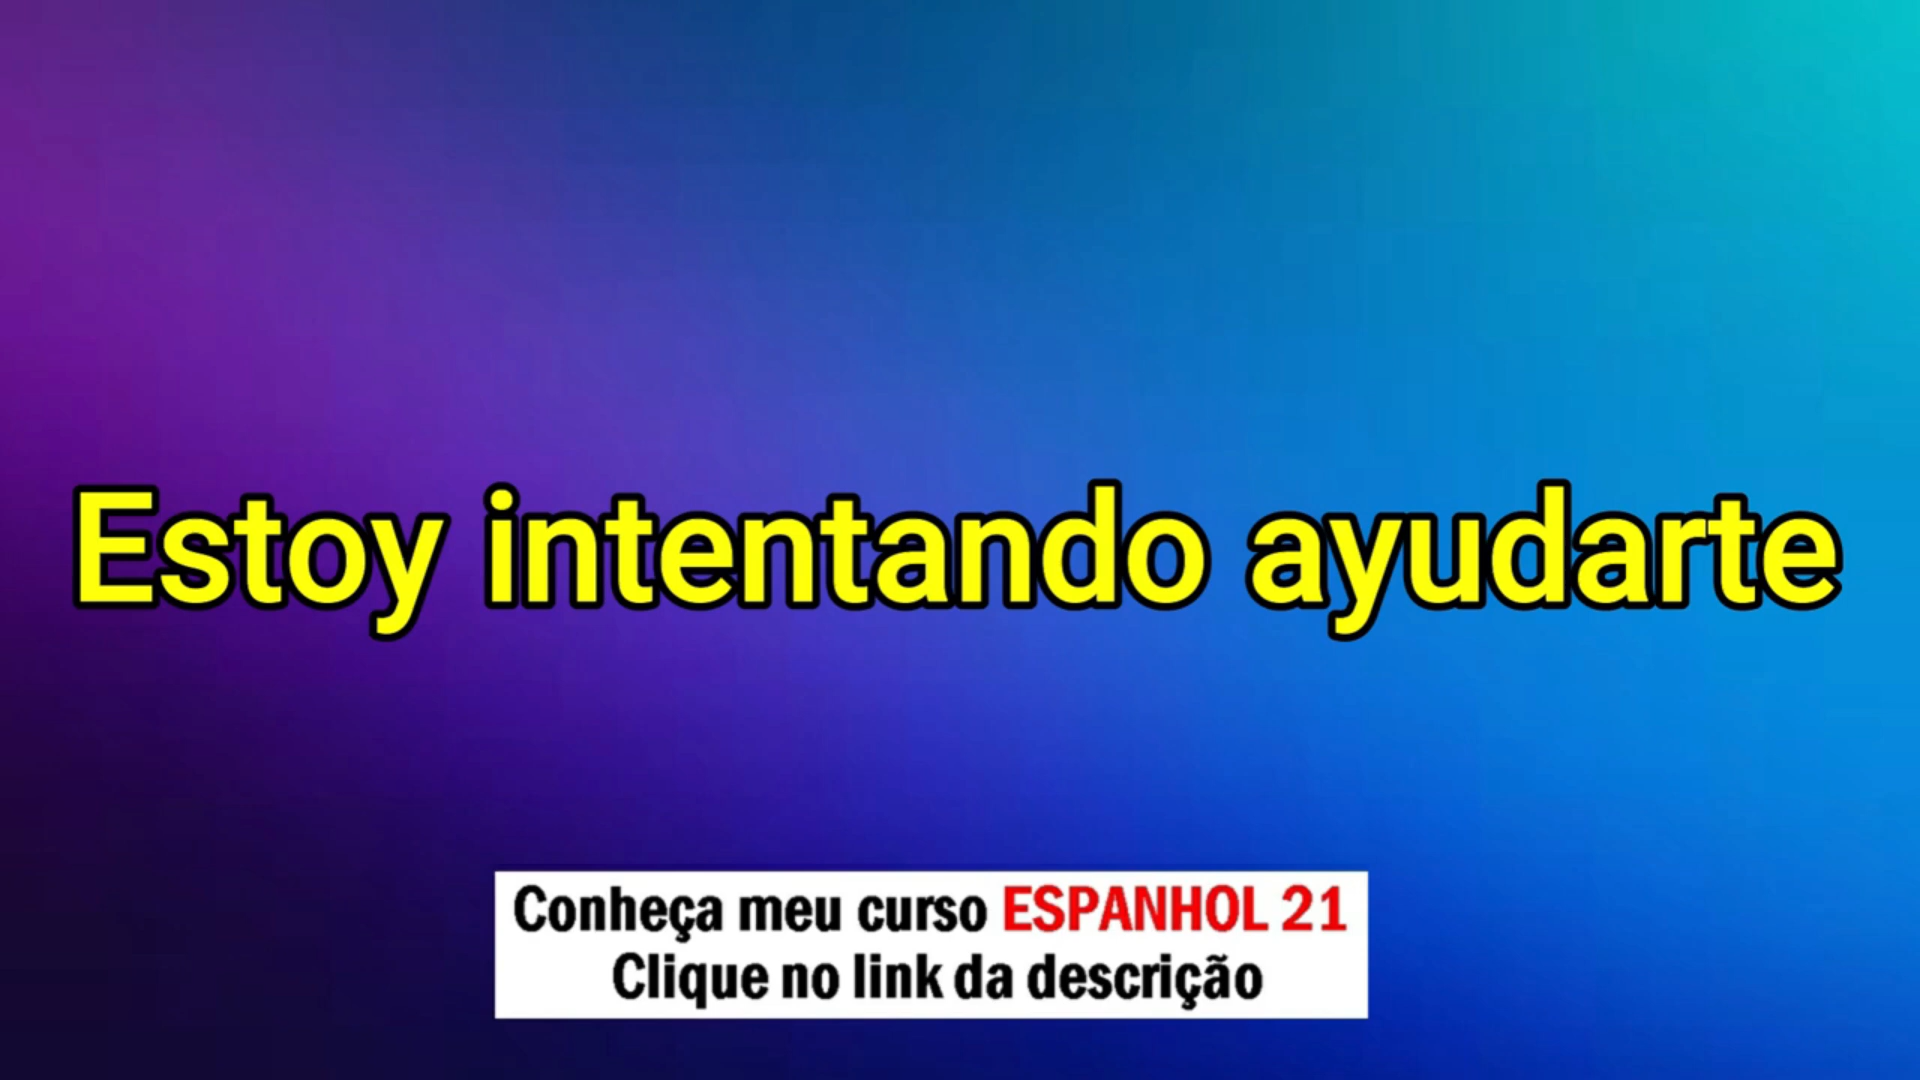 Estoy intentando ayudarte
Conheça meu curso ESPANHOL 21
Clique no link da descrição